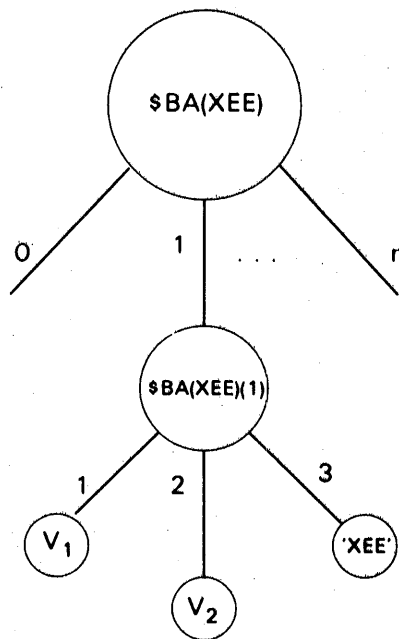 $BA(XEE)
0
1
. . .
$BA(XEE)(1)
1
2
3
V₁
'XEE'
V₂